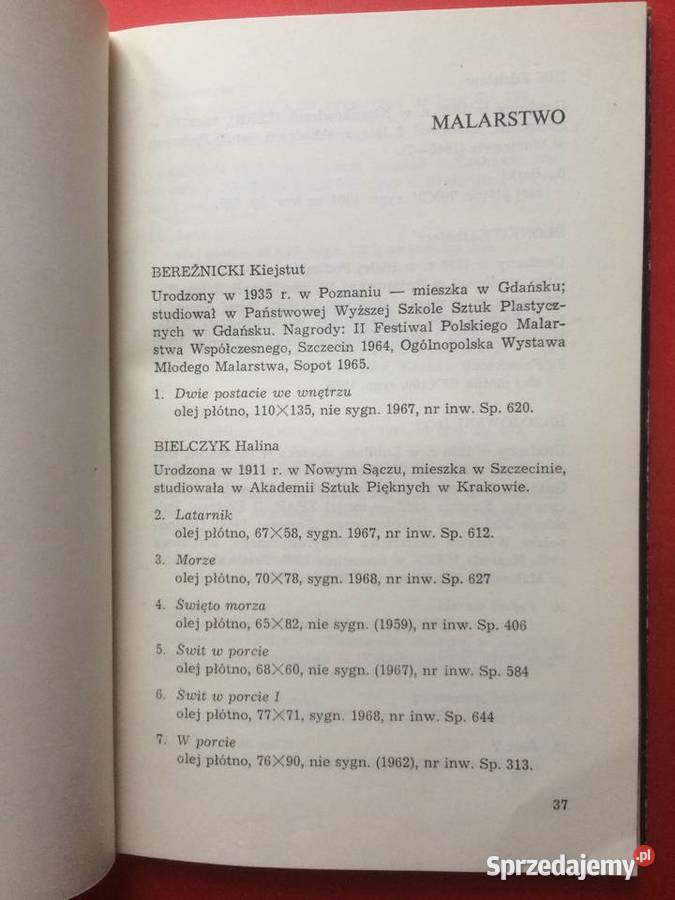 MALARSTWO
BEREŹNICKI Kiejstut
Urodzony w 1935 r. w Poznaniu — mieszka w Gdańsku;
studiował w Państwowej Wyższej Szkole Sztuk Plastycz-
nych w Gdańsku. Nagrody: II Festiwal Polskiego Malar-
stwa Współczesnego, Szczecin 1964, Ogólnopolska Wystawa
Młodego Malarstwa, Sopot 1965.
1. Dwie postacie we wnętrzu
olej płótno, 110×135, nie sygn. 1967, nr inw. Sp. 620.
BIELCZYK Halina
Urodzona w 1911 r. w Nowym Sączu, mieszka w Szczecinie,
studiowała w Akademii Sztuk Pięknych w Krakowie.
2. Latarnik
olej płótno, 67×58, sygn. 1967, nr inw. Sp. 612.
3. Morze
olej płótno, 70×78, sygn. 1968, nr inw. Sp. 627
4. Święto morza
olej płótno, 65×82, nie sygn. (1959), nr inw. Sp. 406
5. Świt w porcie
olej płótno, 68×60, nie sygn. (1967), nr inw. Sp. 584
6. Świt w porcie I
olej płótno, 77×71, sygn. 1968, nr inw. Sp. 644
7. W porcie
olej płótno, 76×90, nie sygn. (1962), nr inw. Sp. 313.
37
Sprzedajemy.pl